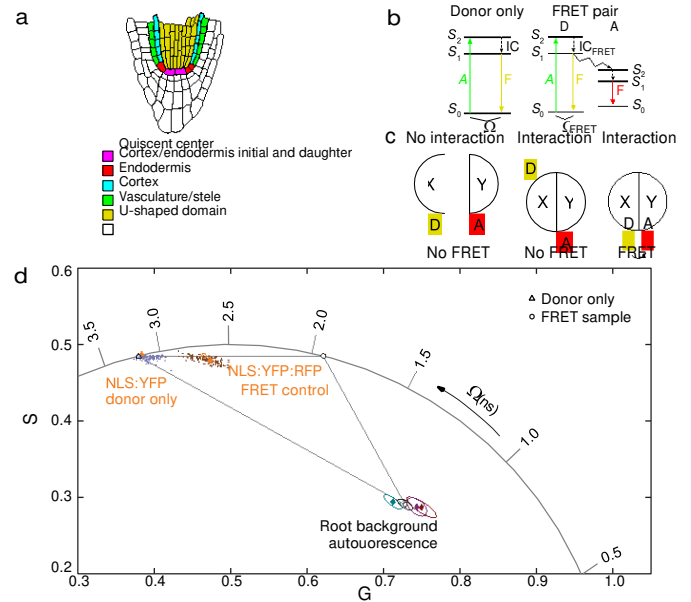 a
Quiscent center
Cortex/endodermis initial and daughter
Endodermis
Cortex
Vasculature/stele
U-shaped domain
b
Donor only
FRET pair
D A
S2
S1
IC
A
F
S0
Ω
S2
S1
ICFRET
A
F
S0
ΩFRET
S2
S1
F
S0
c
No interaction
Interaction
Interaction
X Y
D A
No FRET
D
X Y
A
No FRET
X Y
D A
FRET
d
0.6
0.5
0.4
0.3
0.2
S
0.3 0.4 0.5 0.6 0.7 0.8 0.9 1.0
G
3.5
3.0
2.5
2.0
1.5
1.0
0.5
Ω(ns)
Donor only
FRET sample
NLS:YFP
donor only
NLS:YFP:RFP
FRET control
Root background
autouorescence